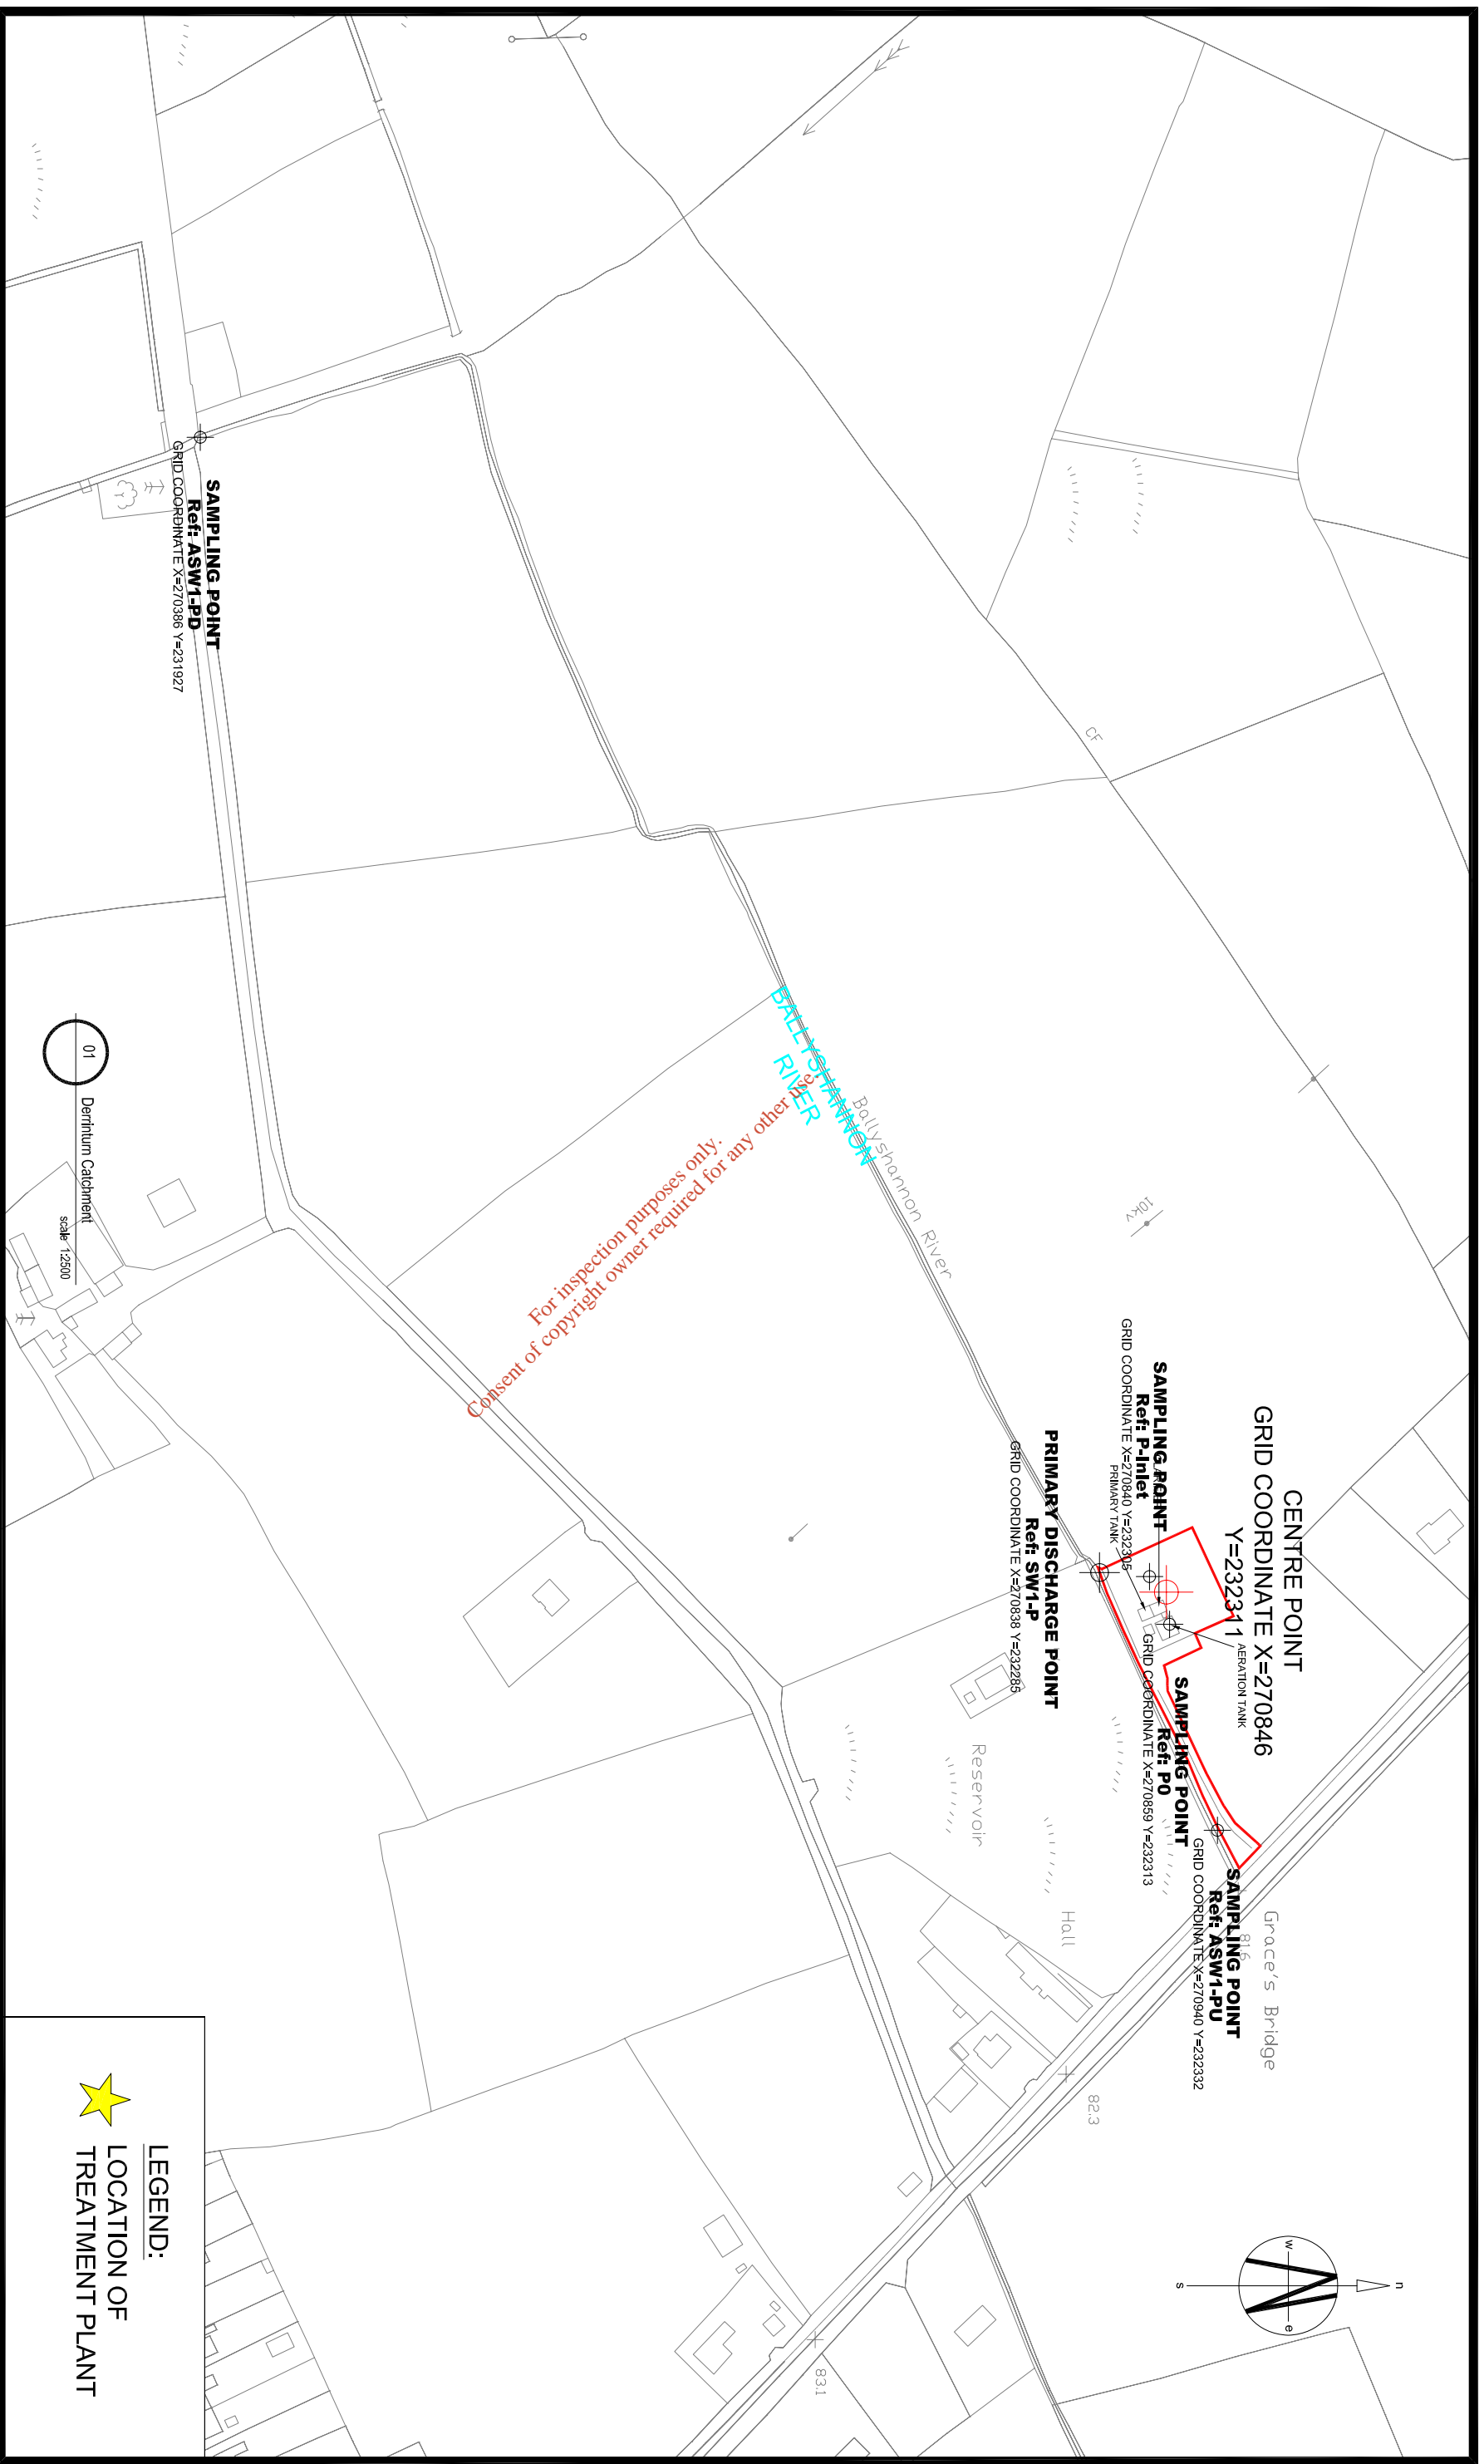 CENTRE POINT
GRID COORDINATE X=270846
Y=232311
AERATION TANK
SAMPLING POINT
Ref: P-Inlet
GRID COORDINATE X=270840 Y=232305
PRIMARY TANK
PRIMARY DISCHARGE POINT
Ref: SW1-P
GRID COORDINATE X=270838 Y=232285
SAMPLING POINT
Ref: P0
GRID COORDINATE X=270859 Y=232313
SAMPLING POINT
Ref: ASW1-PU
GRID COORDINATE X=270940 Y=232332
Grace's Bridge
81.6
Hall
Reservoir
82.3
83.1
10kV
CF
Ballyshannon River
BALLYSHANNON
RIVER
For inspection purposes only.
Consent of copyright owner required for any other use.
SAMPLING POINT
Ref: ASW1-PD
GRID COORDINATE X=270386 Y=231927
01
Derrinturn Catchment
scale 1:2500
n
w
e
s
LEGEND:
LOCATION OF
TREATMENT PLANT